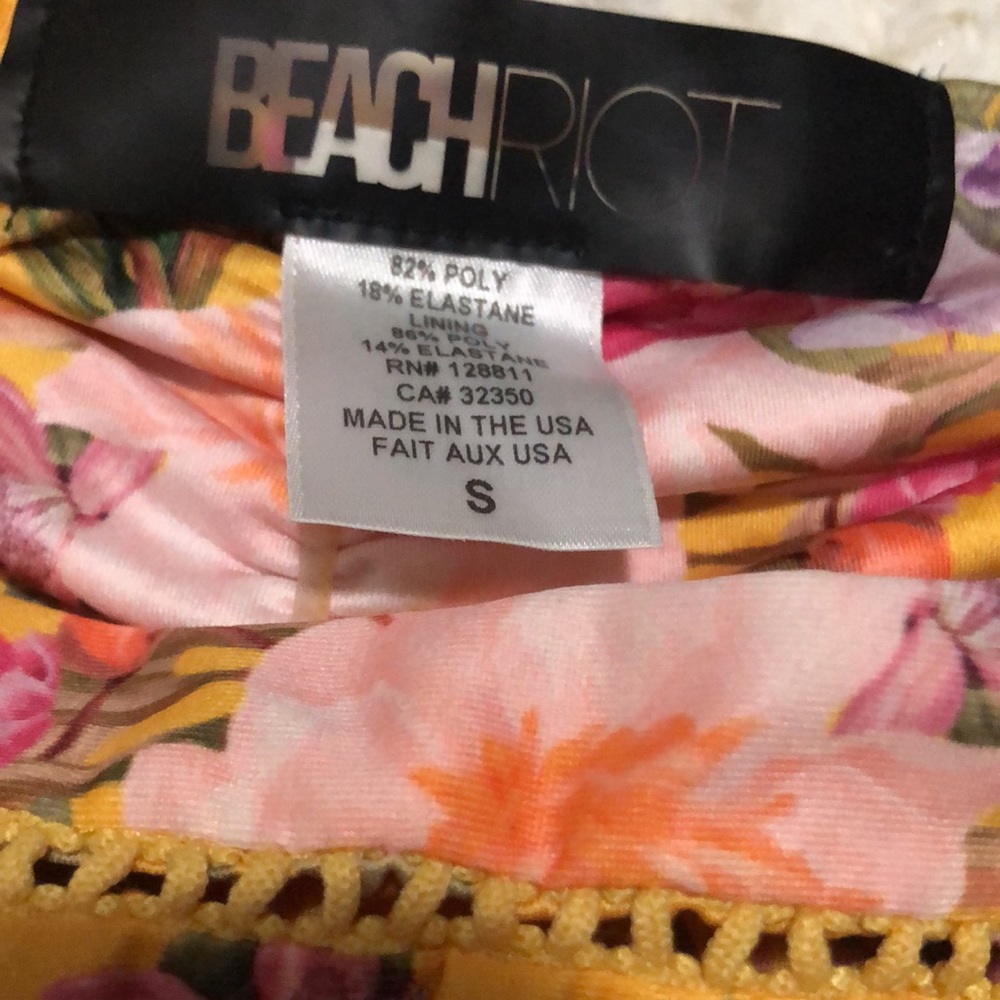 BEACHRIOT
82% POLY
18% ELASTANE
LINING
86% POLY
14% ELASTANE
RN# 128811
CA# 32350
MADE IN THE USA
FAIT AUX USA
S